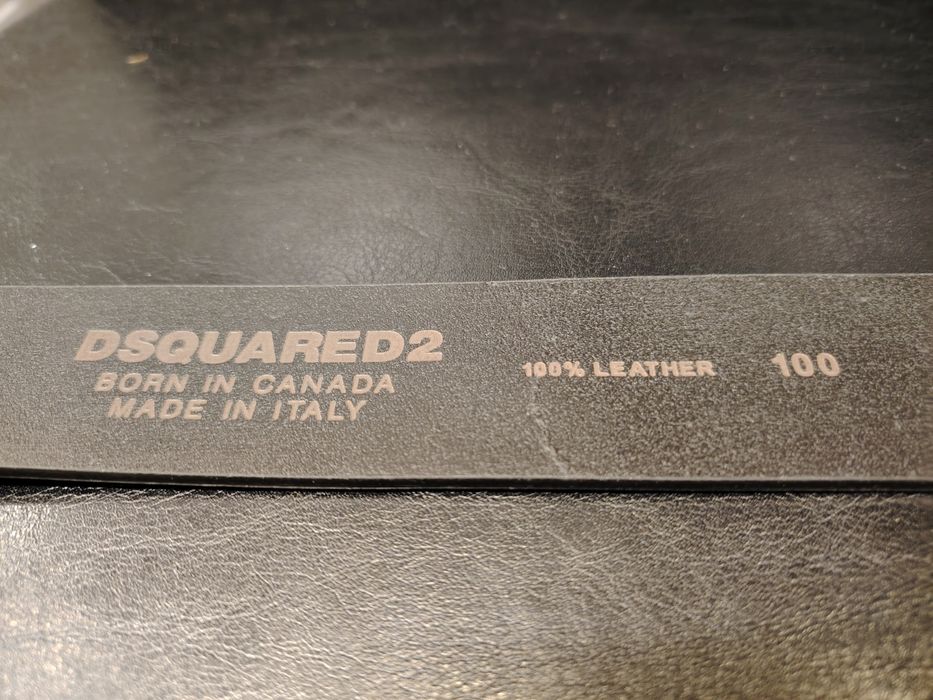 DSQUARED2
BORN IN CANADA
MADE IN ITALY
100% LEATHER 100